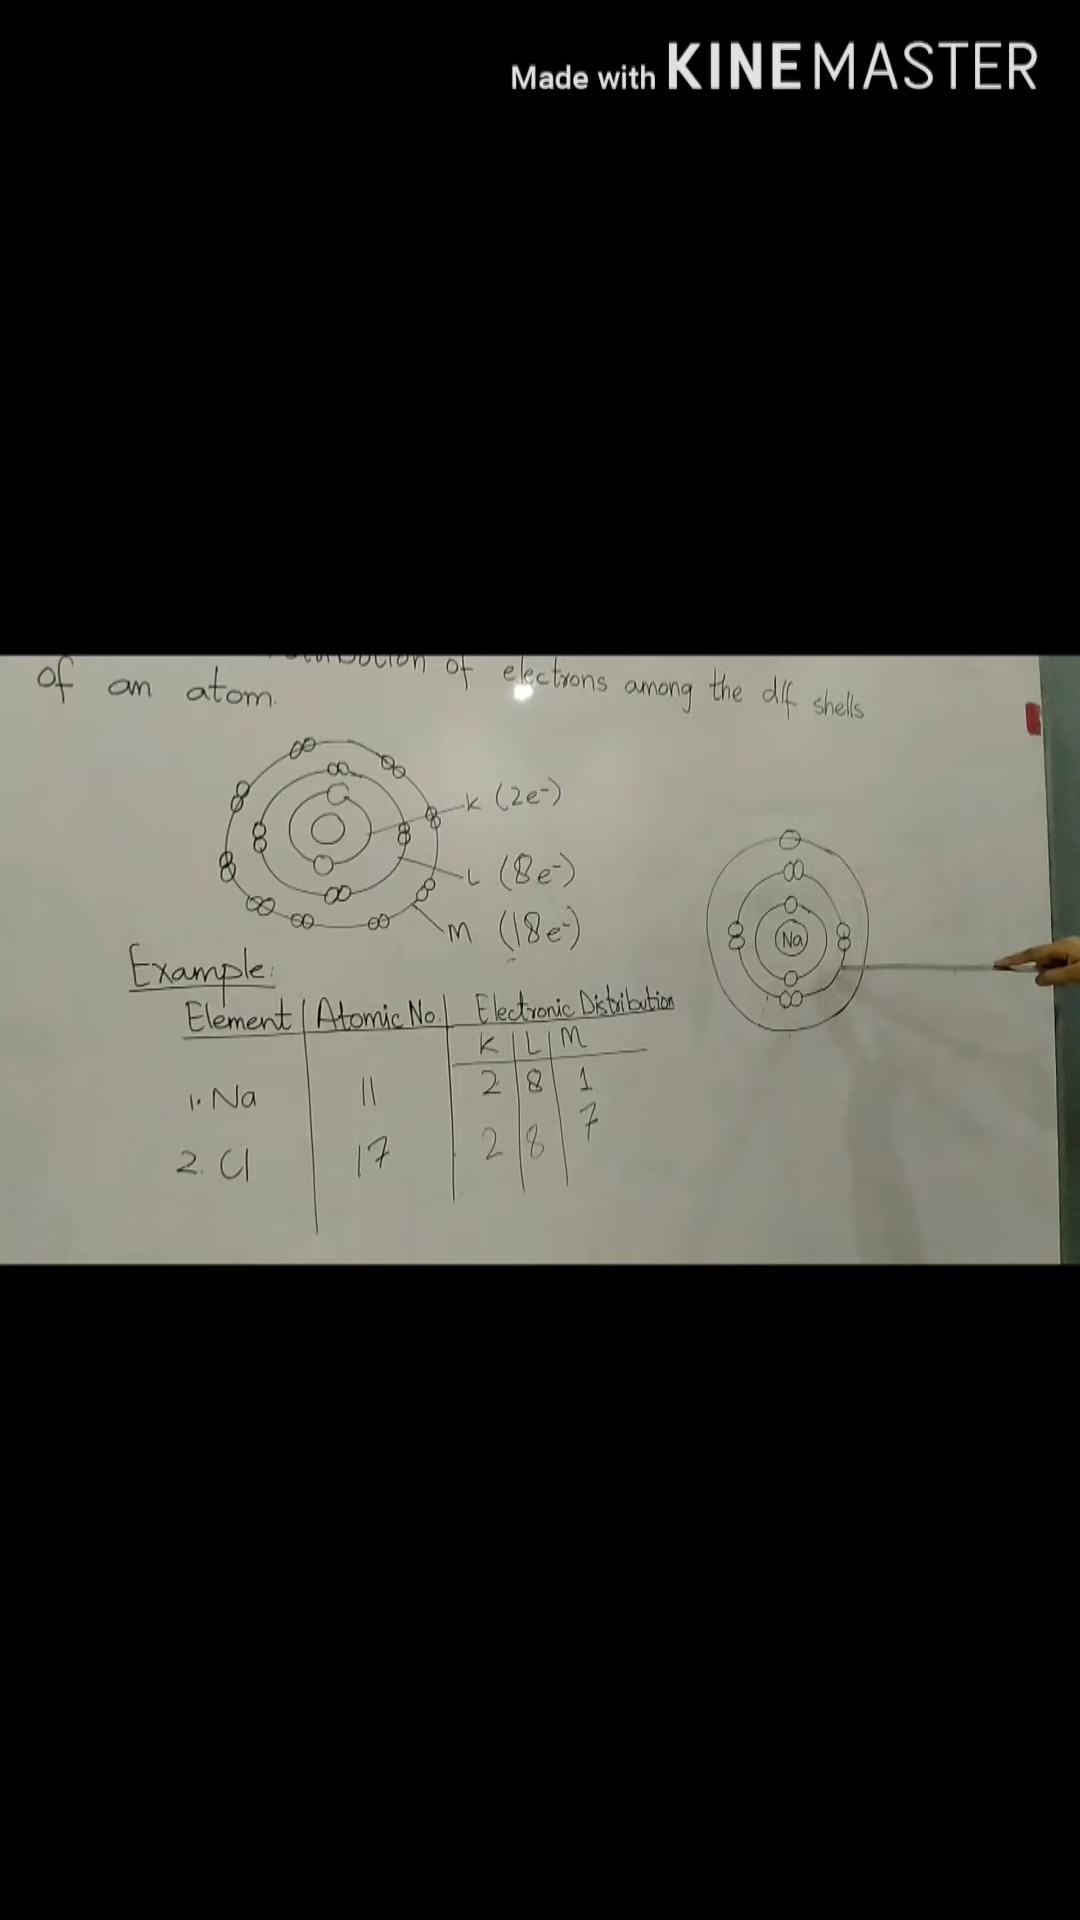 Made with KINEMASTER
of electrons among the dif shells
of an atom.
K (2e-)
L (8e-)
M (18e-)
Na
Example:
Element Atomic No. Electronic Distribution
K L M
1. Na 11 2 8 1
2. Cl 17 2 8 7